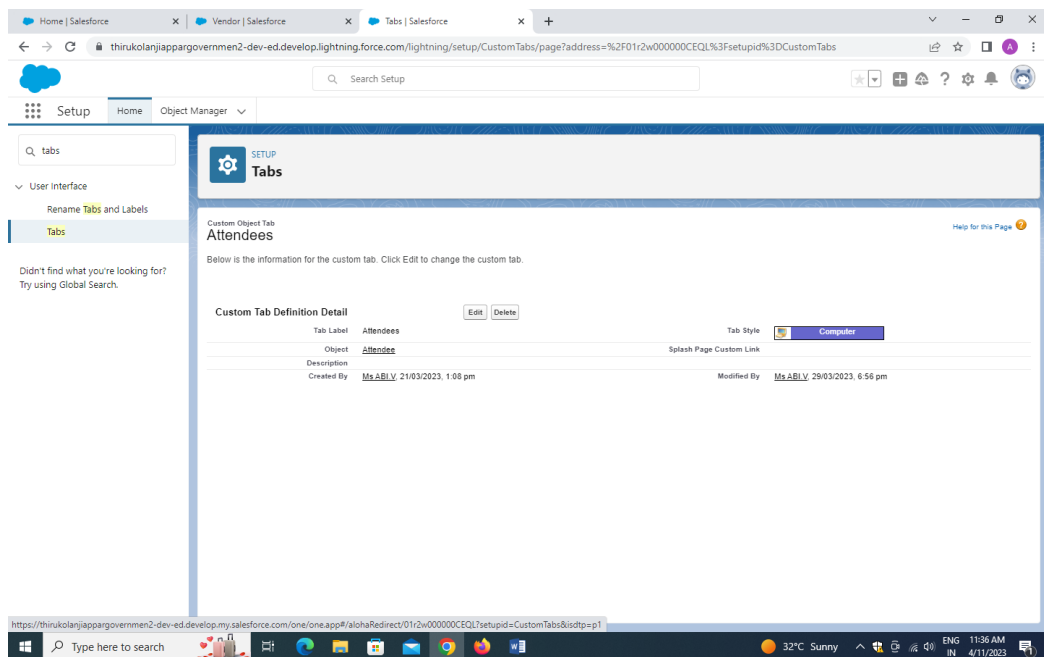 Home | Salesforce
Vendor | Salesforce
Tabs | Salesforce
thirukolanjiappargovernmen2-dev-ed.develop.lightning.force.com/lightning/setup/CustomTabs/page?address=%2F01r2w000000CEQL%3Fsetupid%3DCustomTabs
A
Search Setup
Setup
Home
Object Manager
tabs
User Interface
Rename Tabs and Labels
Tabs
Didn't find what you're looking for?
Try using Global Search.
SETUP
Tabs
Custom Object Tab
Attendees
Help for this Page
Below is the information for the custom tab. Click Edit to change the custom tab.
Custom Tab Definition Detail Edit Delete
Tab Label Attendees Tab Style Computer
Object Attendee Splash Page Custom Link
Description
Created By Ms ABI.V, 21/03/2023, 1:08 pm Modified By Ms ABI.V, 29/03/2023, 6:56 pm
https://thirukolanjiappargovernmen2-dev-ed.develop.my.salesforce.com/one/one.app#/alohaRedirect/01r2w000000CEQL?setupid=CustomTabs&isdtp=p1
Type here to search
32°C Sunny
ENG 11:36 AM
IN 4/11/2023